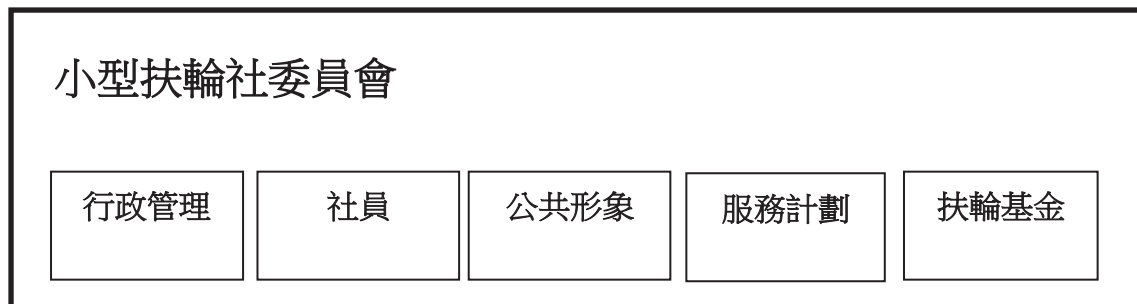 小型扶輪社委員會
行政管理
社員
公共形象
服務計劃
扶輪基金